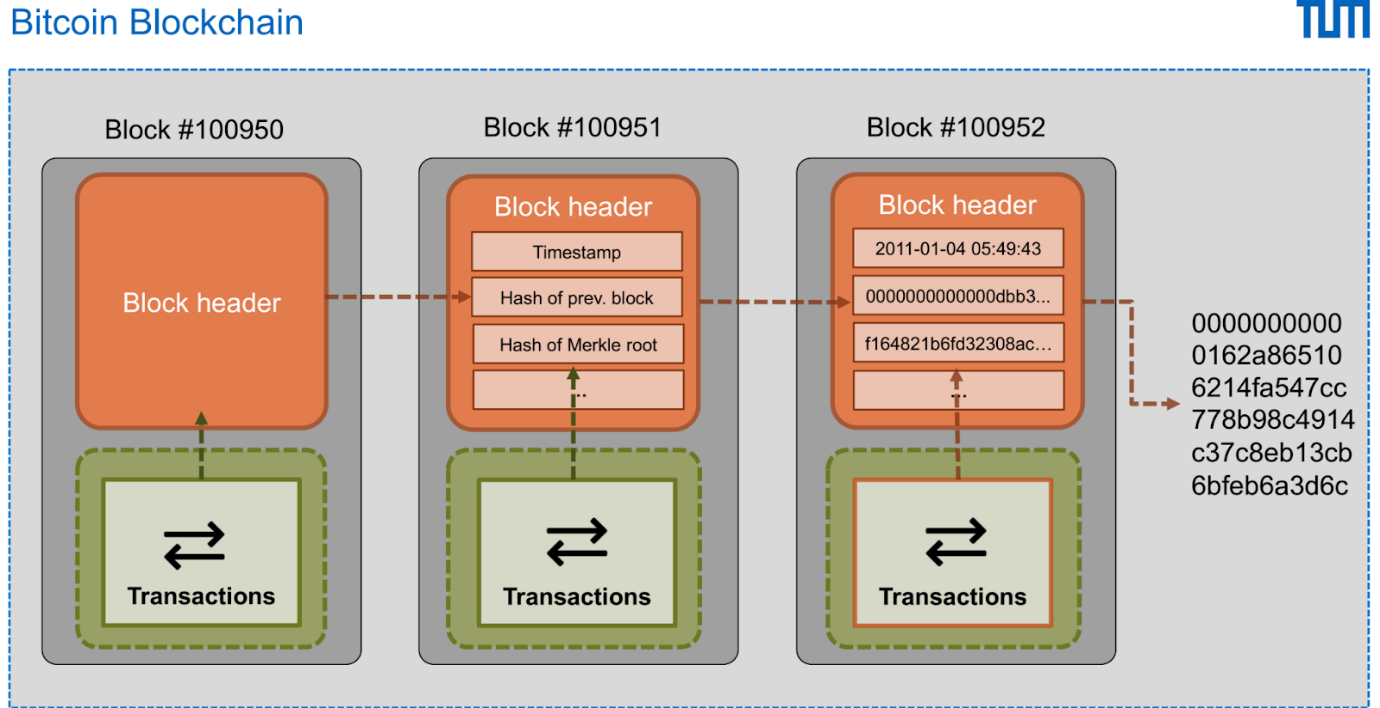 Bitcoin Blockchain
TUM
Block #100950
Block #100951
Block #100952
Block header
Block header
Timestamp
Hash of prev. block
Hash of Merkle root
...
Block header
2011-01-04 05:49:43
0000000000000dbb3...
f164821b6fd32308ac...
...
0000000000
0162a86510
6214fa547cc
778b98c4914
c37c8eb13cb
6bfeb6a3d6c
Transactions
Transactions
Transactions